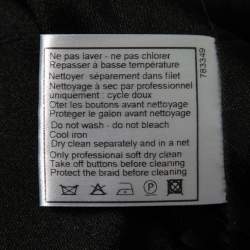 Ne pas laver - ne pas chlorer
Repasser à basse température
Nettoyer séparement dans filet
Nettoyage à sec par professionnel
uniquement : cycle doux
Oter les boutons avant nettoyage
Proteger le galon avant nettoyage
Do not wash - do not bleach
Cool iron
Dry clean separately and in a net
Only professional soft dry clean
Take off buttons before cleaning
Protect the braid before cleaning
P
783349